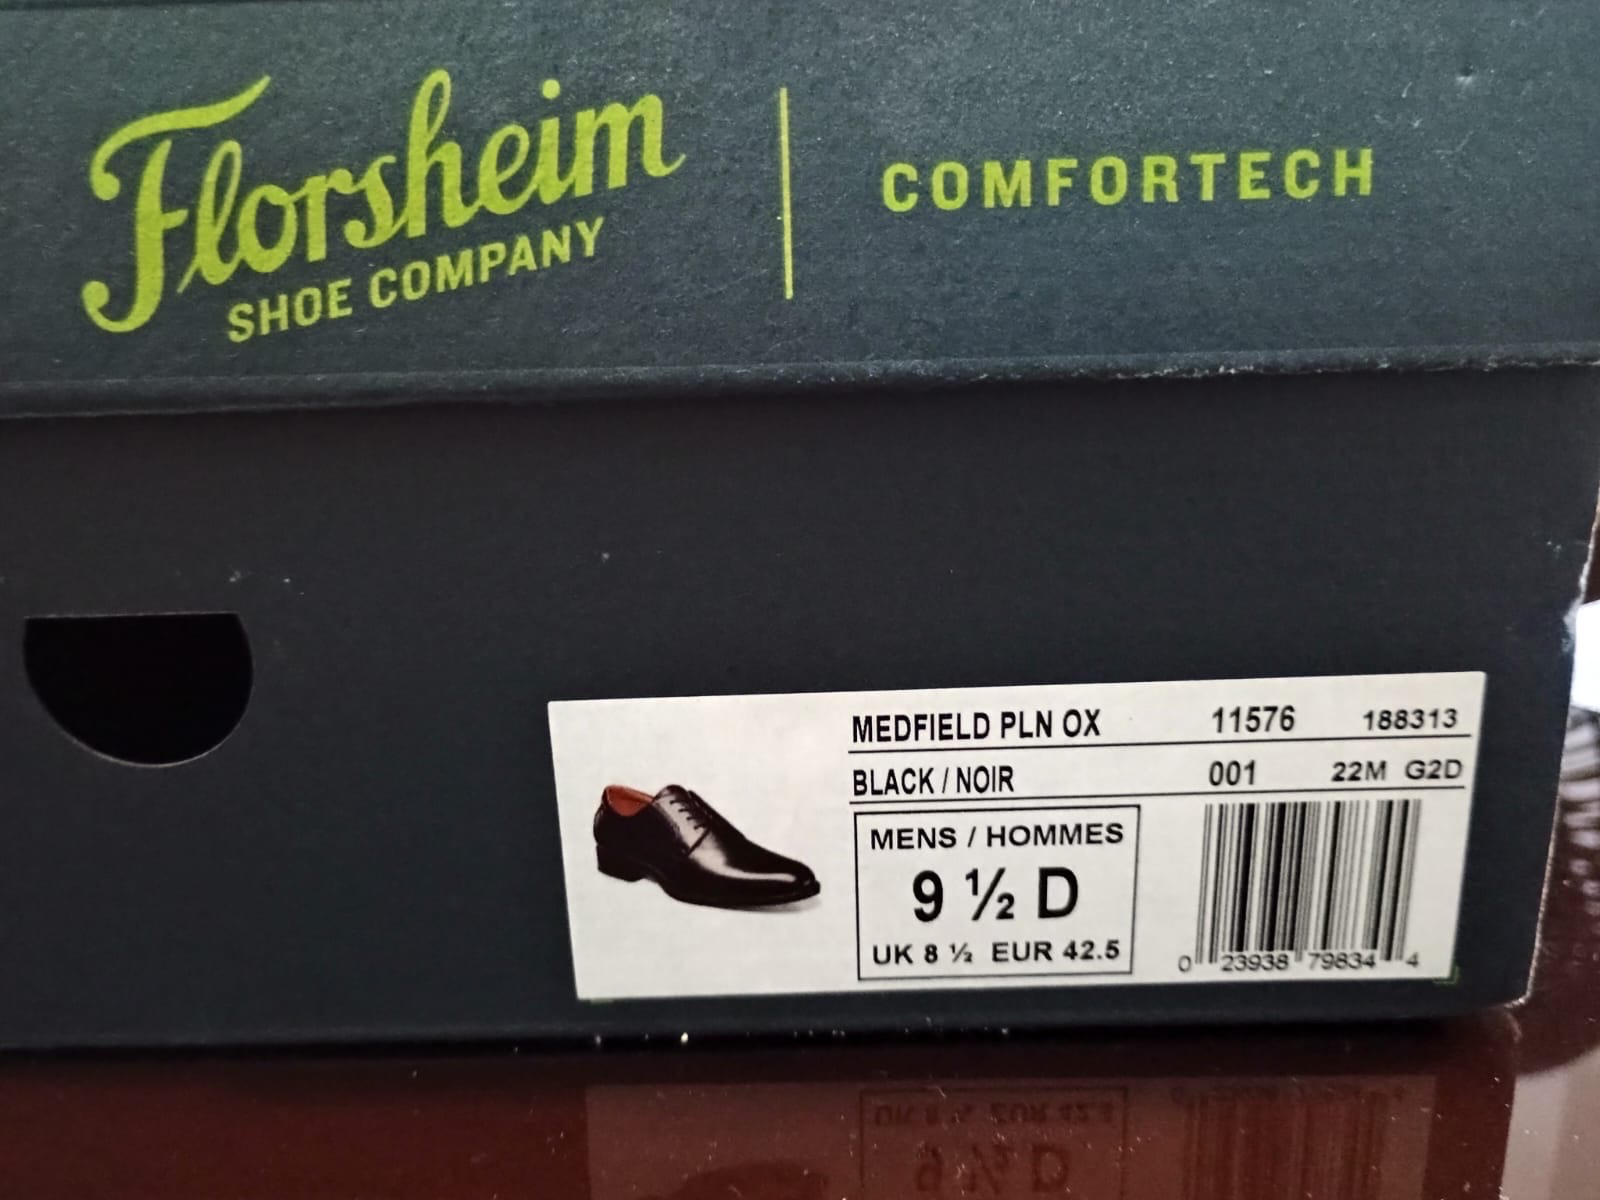 Florsheim
SHOE COMPANY
COMFORTECH
MEDFIELD PLN OX 11576 188313
BLACK / NOIR 001 22M G2D
MENS / HOMMES
9 ½ D
UK 8 ½ EUR 42.5
0 23938 79834 4